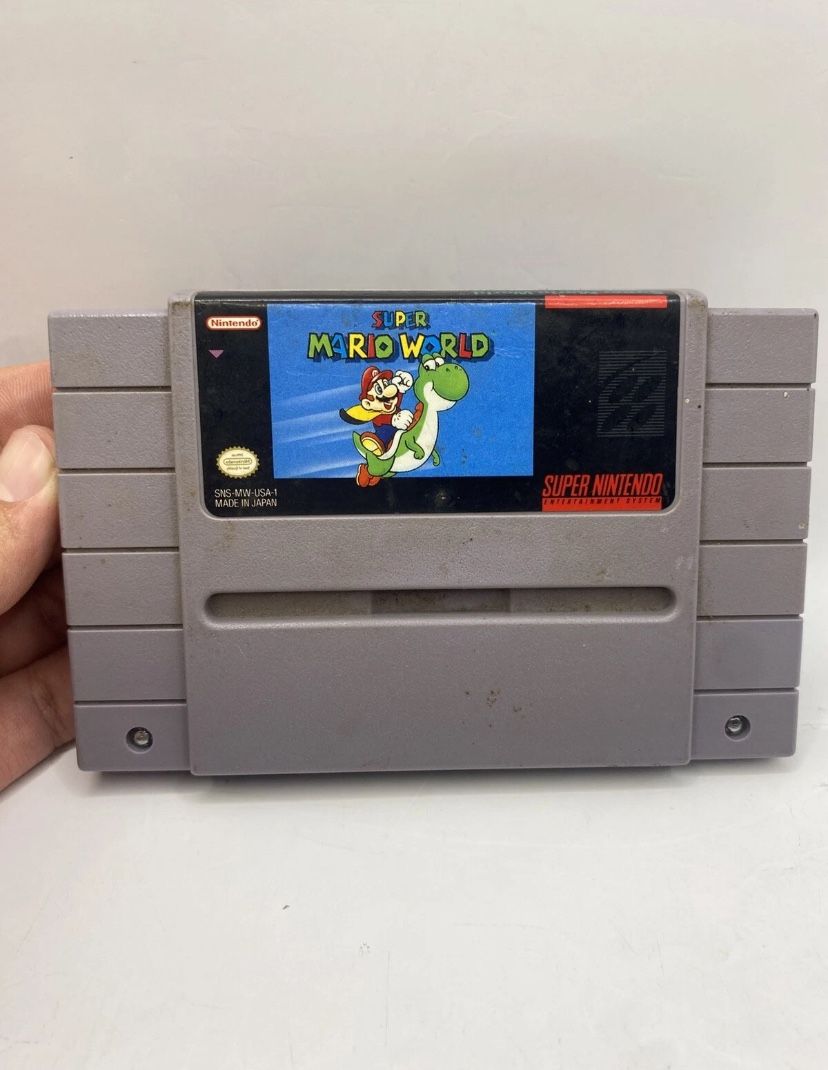 Nintendo
SUPER
MARIO WORLD
SNS-MW-USA-1
MADE IN JAPAN
SUPER NINTENDO
ENTERTAINMENT SYSTEM